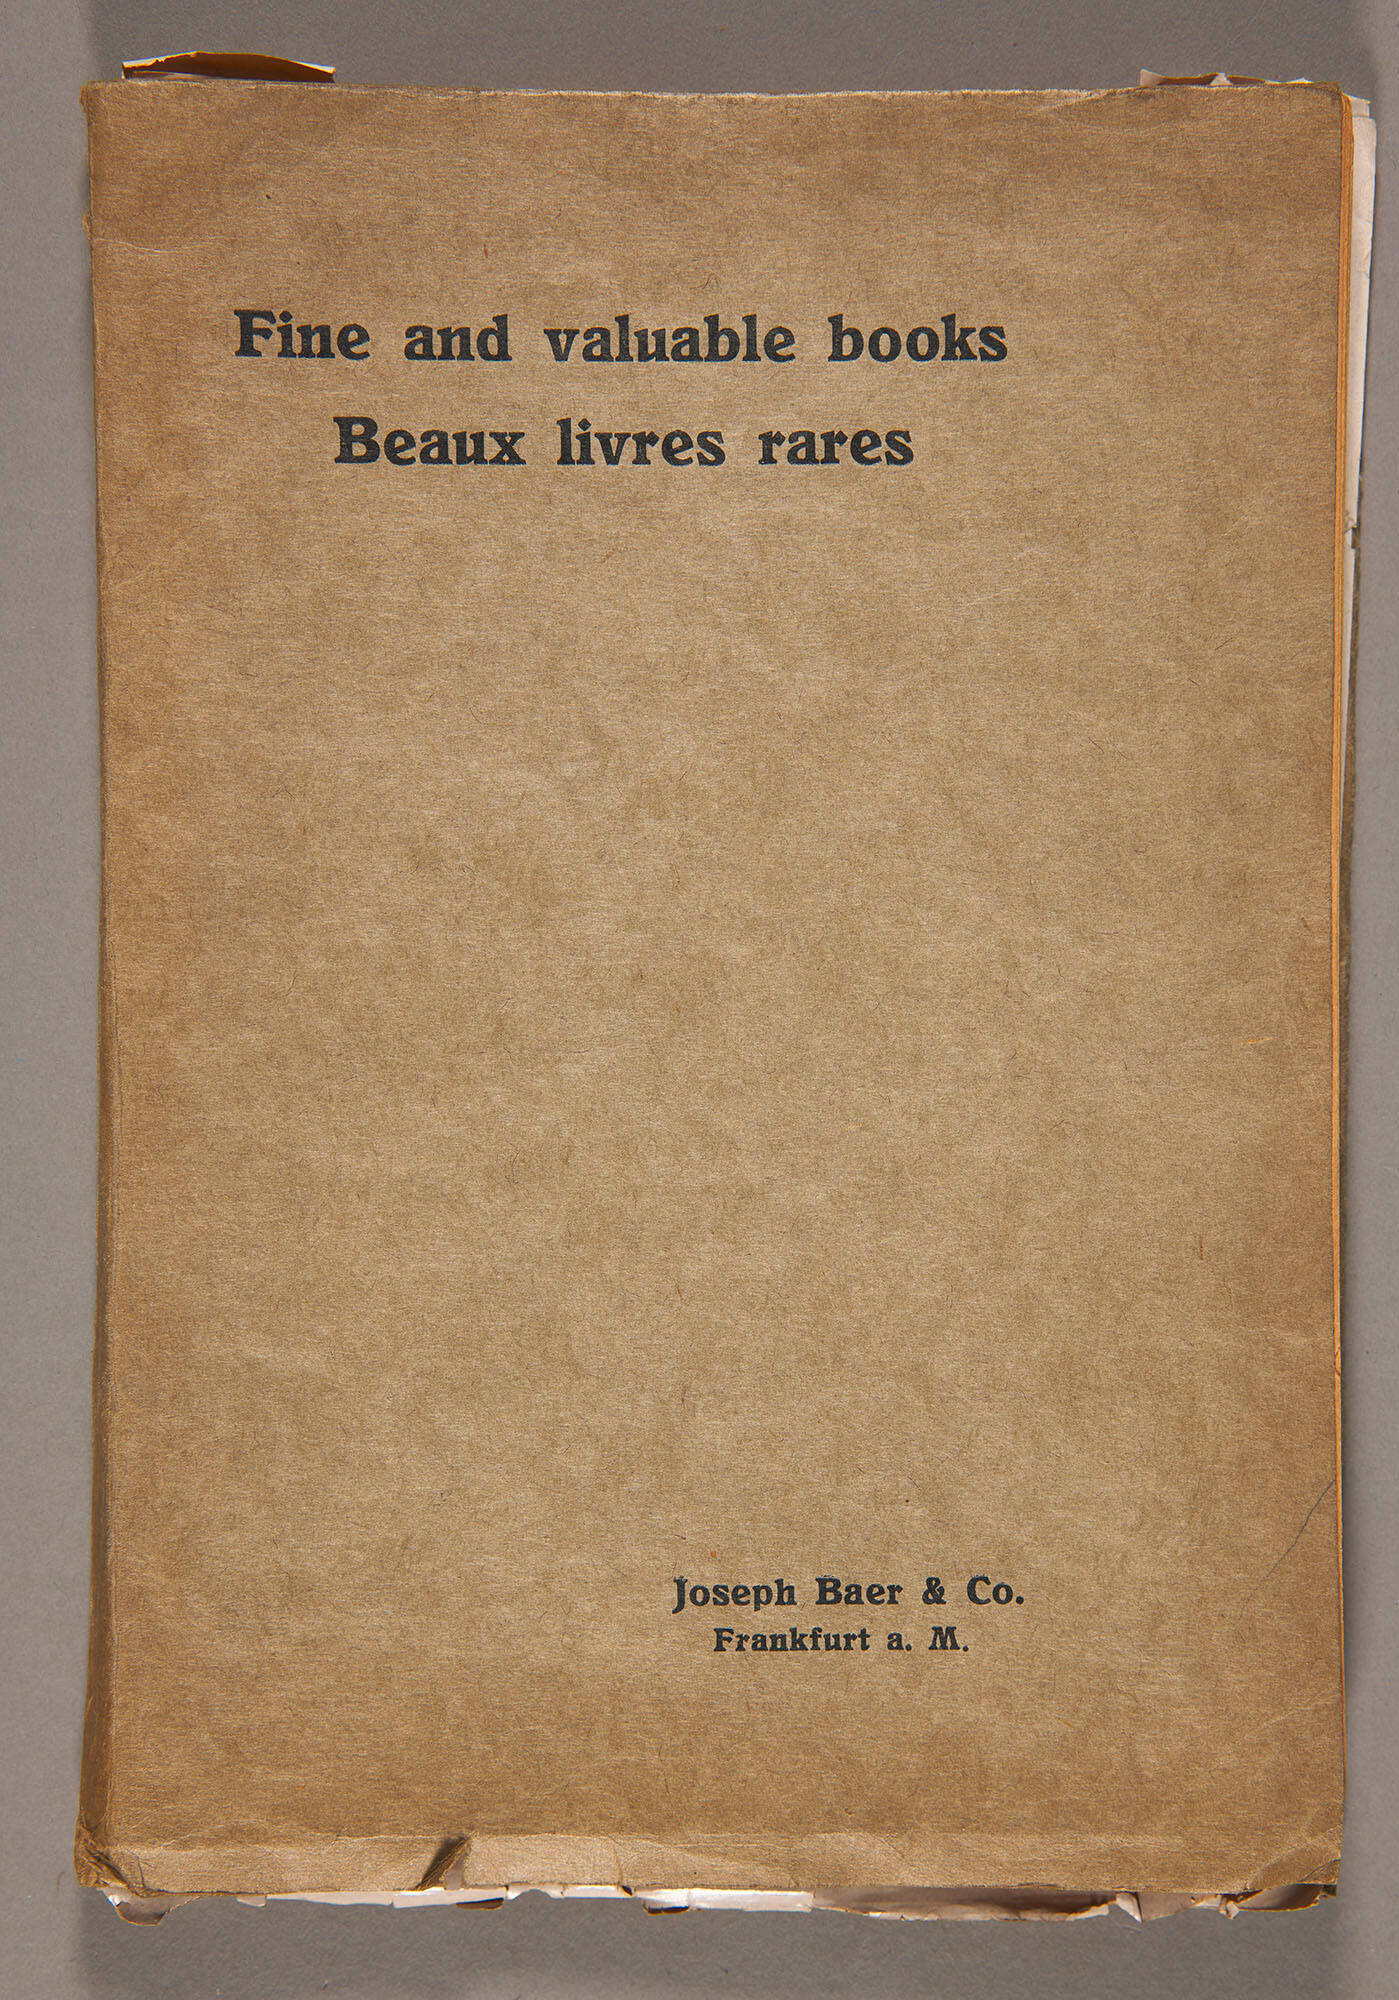 Fine and valuable books
Beaux livres rares
Joseph Baer & Co.
Frankfurt a. M.